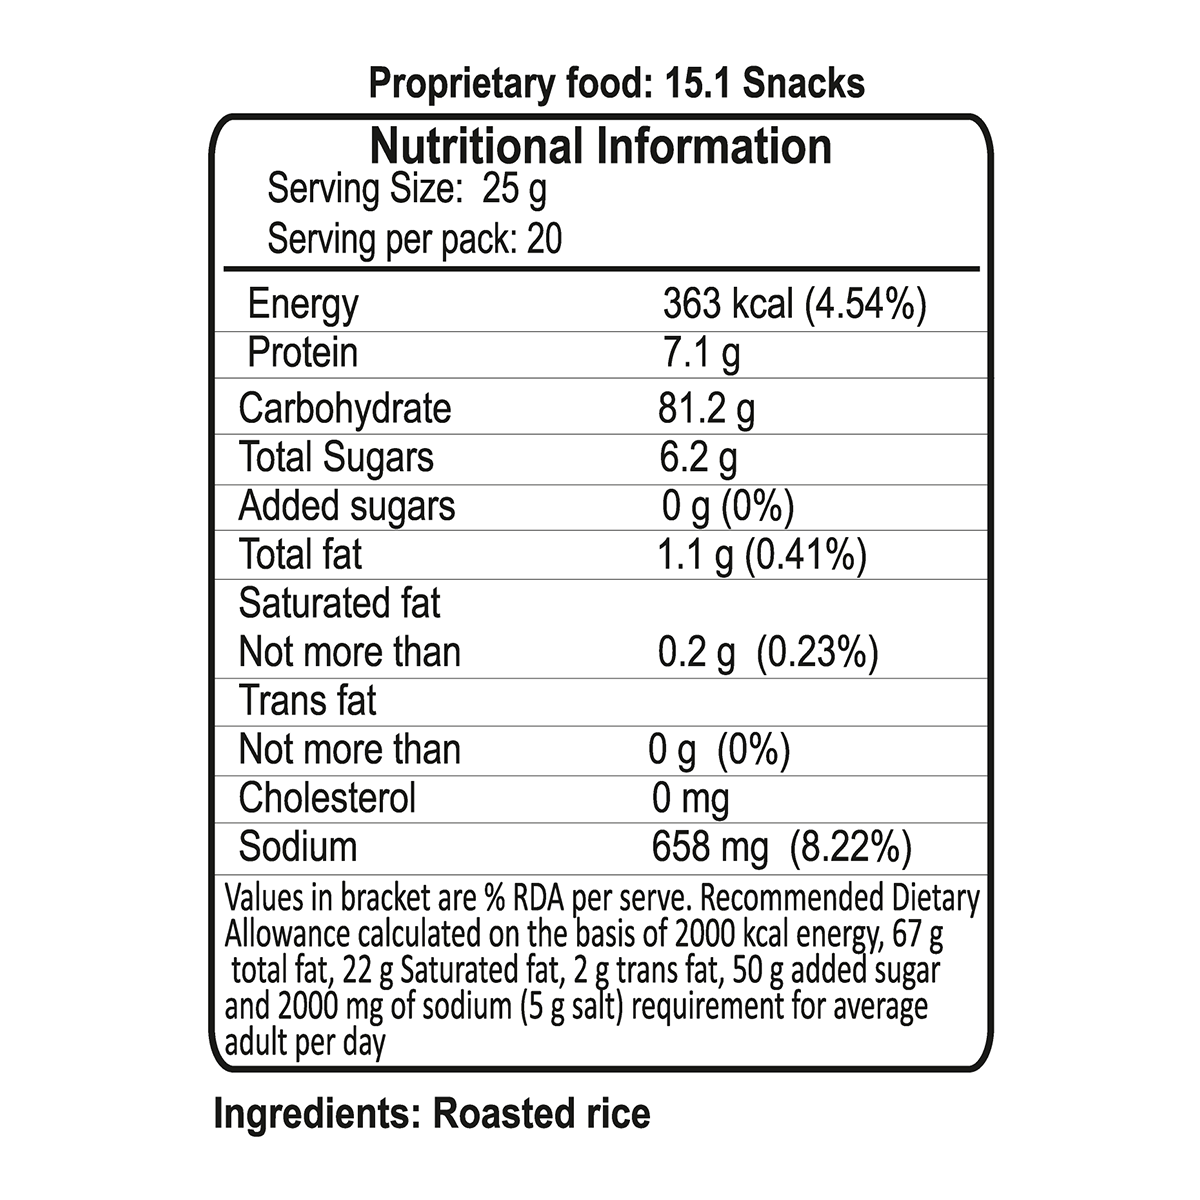 Proprietary food: 15.1 Snacks
Nutritional Information
Serving Size: 25 g
Serving per pack: 20
Energy 363 kcal (4.54%)
Protein 7.1 g
Carbohydrate 81.2 g
Total Sugars 6.2 g
Added sugars 0 g (0%)
Total fat 1.1 g (0.41%)
Saturated fat
Not more than 0.2 g (0.23%)
Trans fat
Not more than 0 g (0%)
Cholesterol 0 mg
Sodium 658 mg (8.22%)
Values in bracket are % RDA per serve. Recommended Dietary
Allowance calculated on the basis of 2000 kcal energy, 67 g
total fat, 22 g Saturated fat, 2 g trans fat, 50 g added sugar
and 2000 mg of sodium (5 g salt) requirement for average
adult per day
Ingredients: Roasted rice